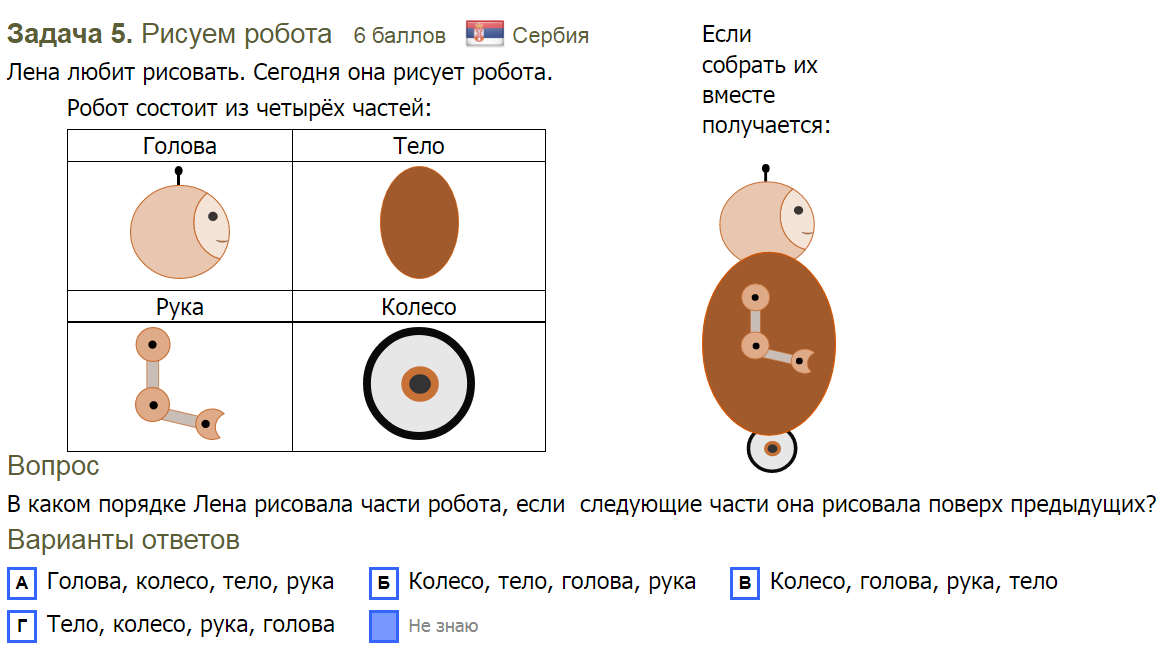 Задача 5. Рисуем робота 6 баллов Сербия
Лена любит рисовать. Сегодня она рисует робота.
Робот состоит из четырёх частей:
Голова Тело
Рука Колесо
Если
собрать их
вместе
получается:
Вопрос
В каком порядке Лена рисовала части робота, если следующие части она рисовала поверх предыдущих?
Варианты ответов
А Голова, колесо, тело, рука
Б Колесо, тело, голова, рука
В Колесо, голова, рука, тело
Г Тело, колесо, рука, голова
Не знаю